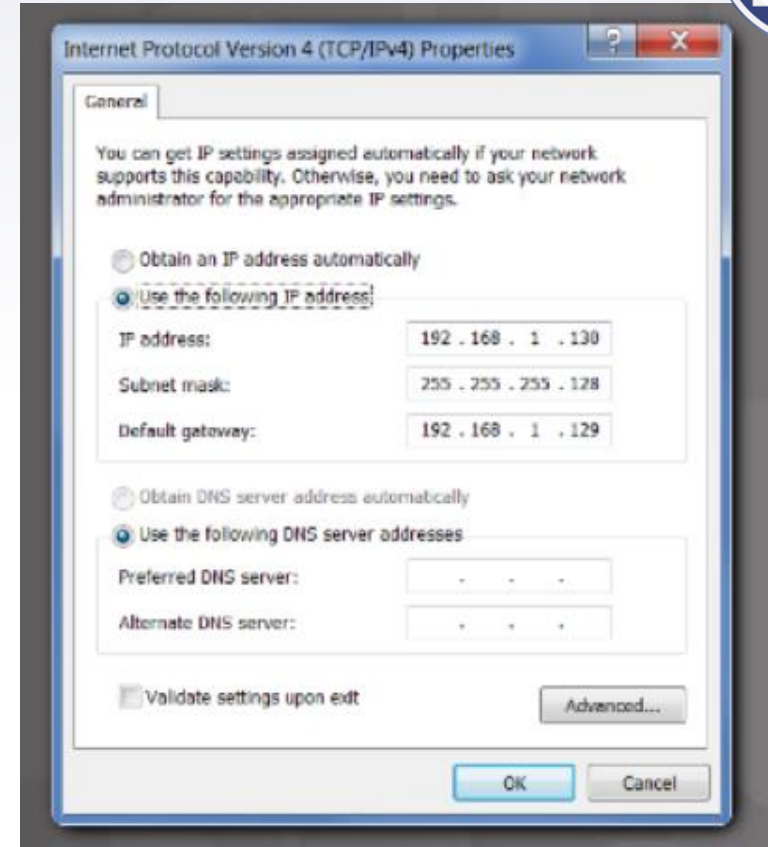 Internet Protocol Version 4 (TCP/IPv4) Properties
General
You can get IP settings assigned automatically if your network
supports this capability. Otherwise, you need to ask your network
administrator for the appropriate IP settings.
Obtain an IP address automatically
Use the following IP address:
IP address: 192 . 168 . 1 . 130
Subnet mask: 255 . 255 . 255 . 128
Default gateway: 192 . 168 . 1 . 129
Obtain DNS server address automatically
Use the following DNS server addresses
Preferred DNS server: . . .
Alternate DNS server: . . .
Validate settings upon exit
Advanced...
OK Cancel